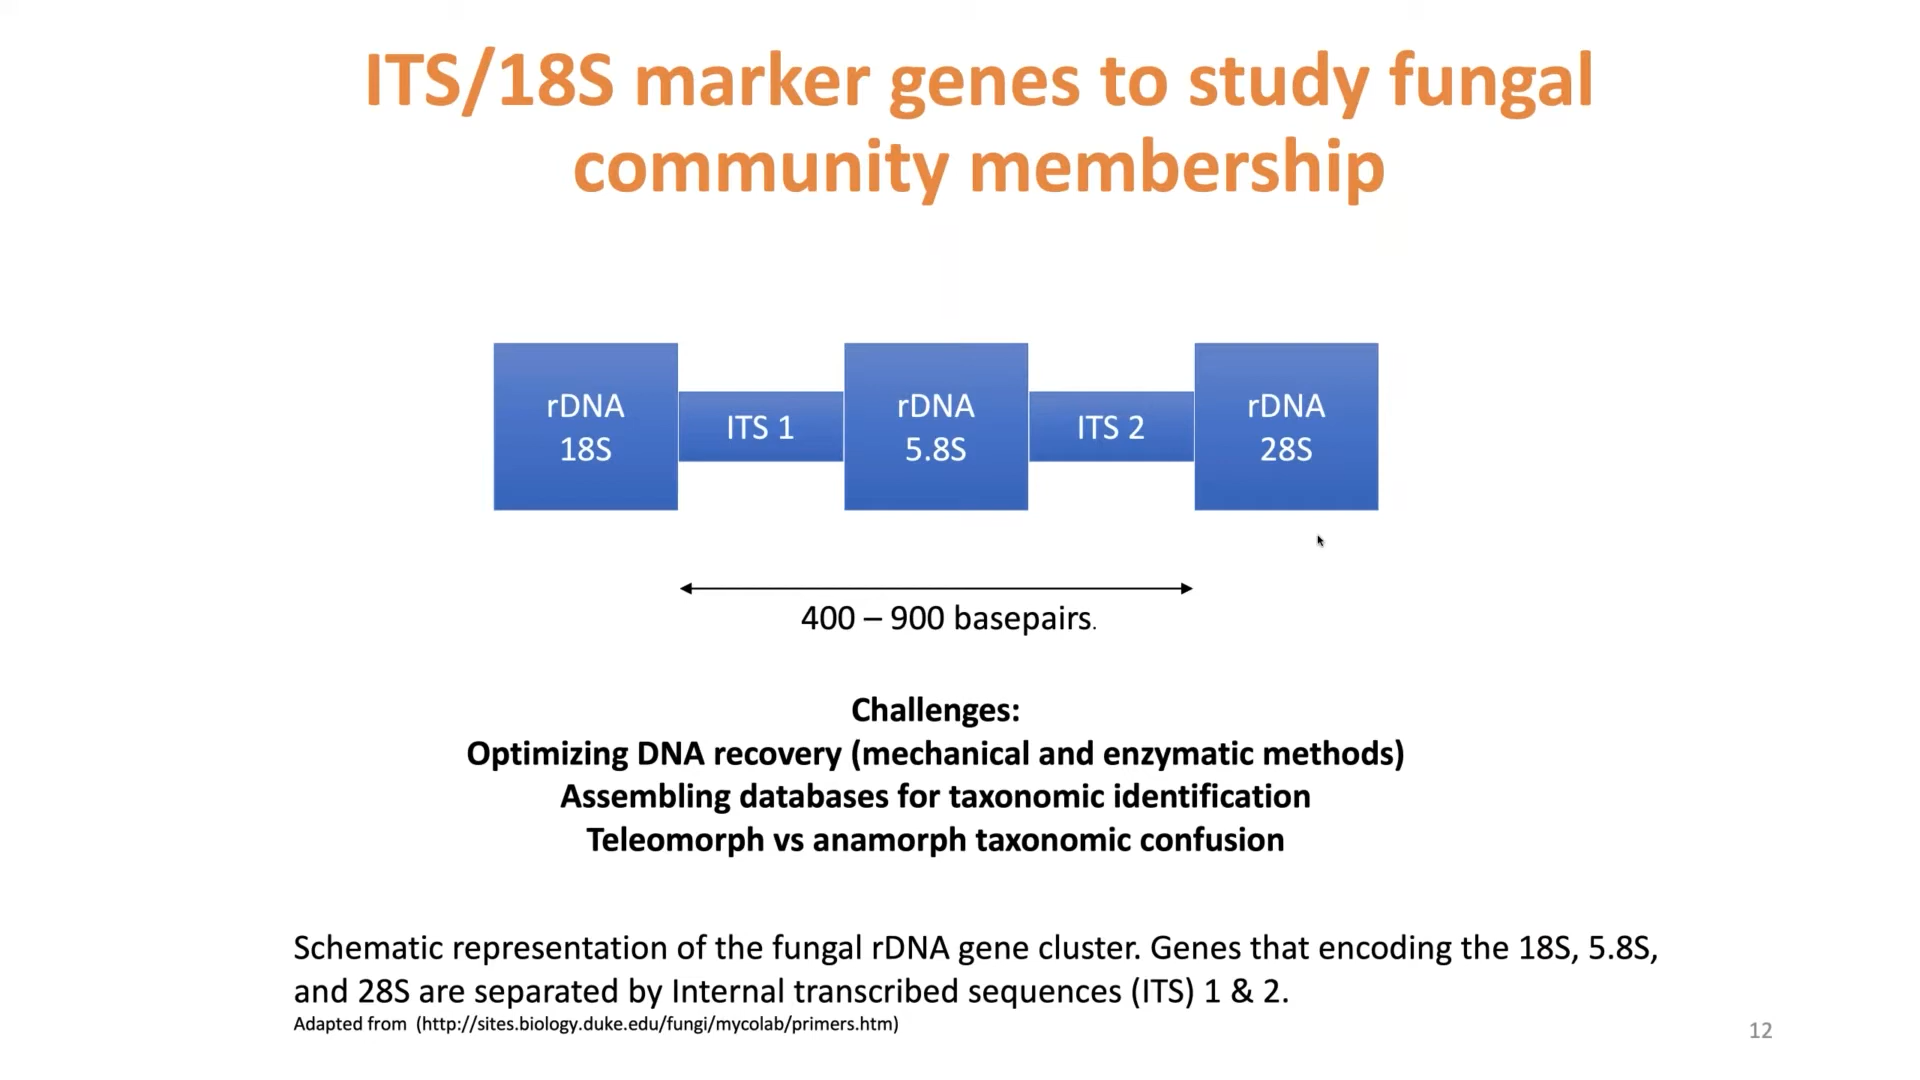 ITS/18S marker genes to study fungal
community membership
rDNA
18S
ITS 1
rDNA
5.8S
ITS 2
rDNA
28S
400 – 900 basepairs.
Challenges:
Optimizing DNA recovery (mechanical and enzymatic methods)
Assembling databases for taxonomic identification
Teleomorph vs anamorph taxonomic confusion
Schematic representation of the fungal rDNA gene cluster. Genes that encoding the 18S, 5.8S,
and 28S are separated by Internal transcribed sequences (ITS) 1 & 2.
Adapted from (http://sites.biology.duke.edu/fungi/mycolab/primers.htm)
12